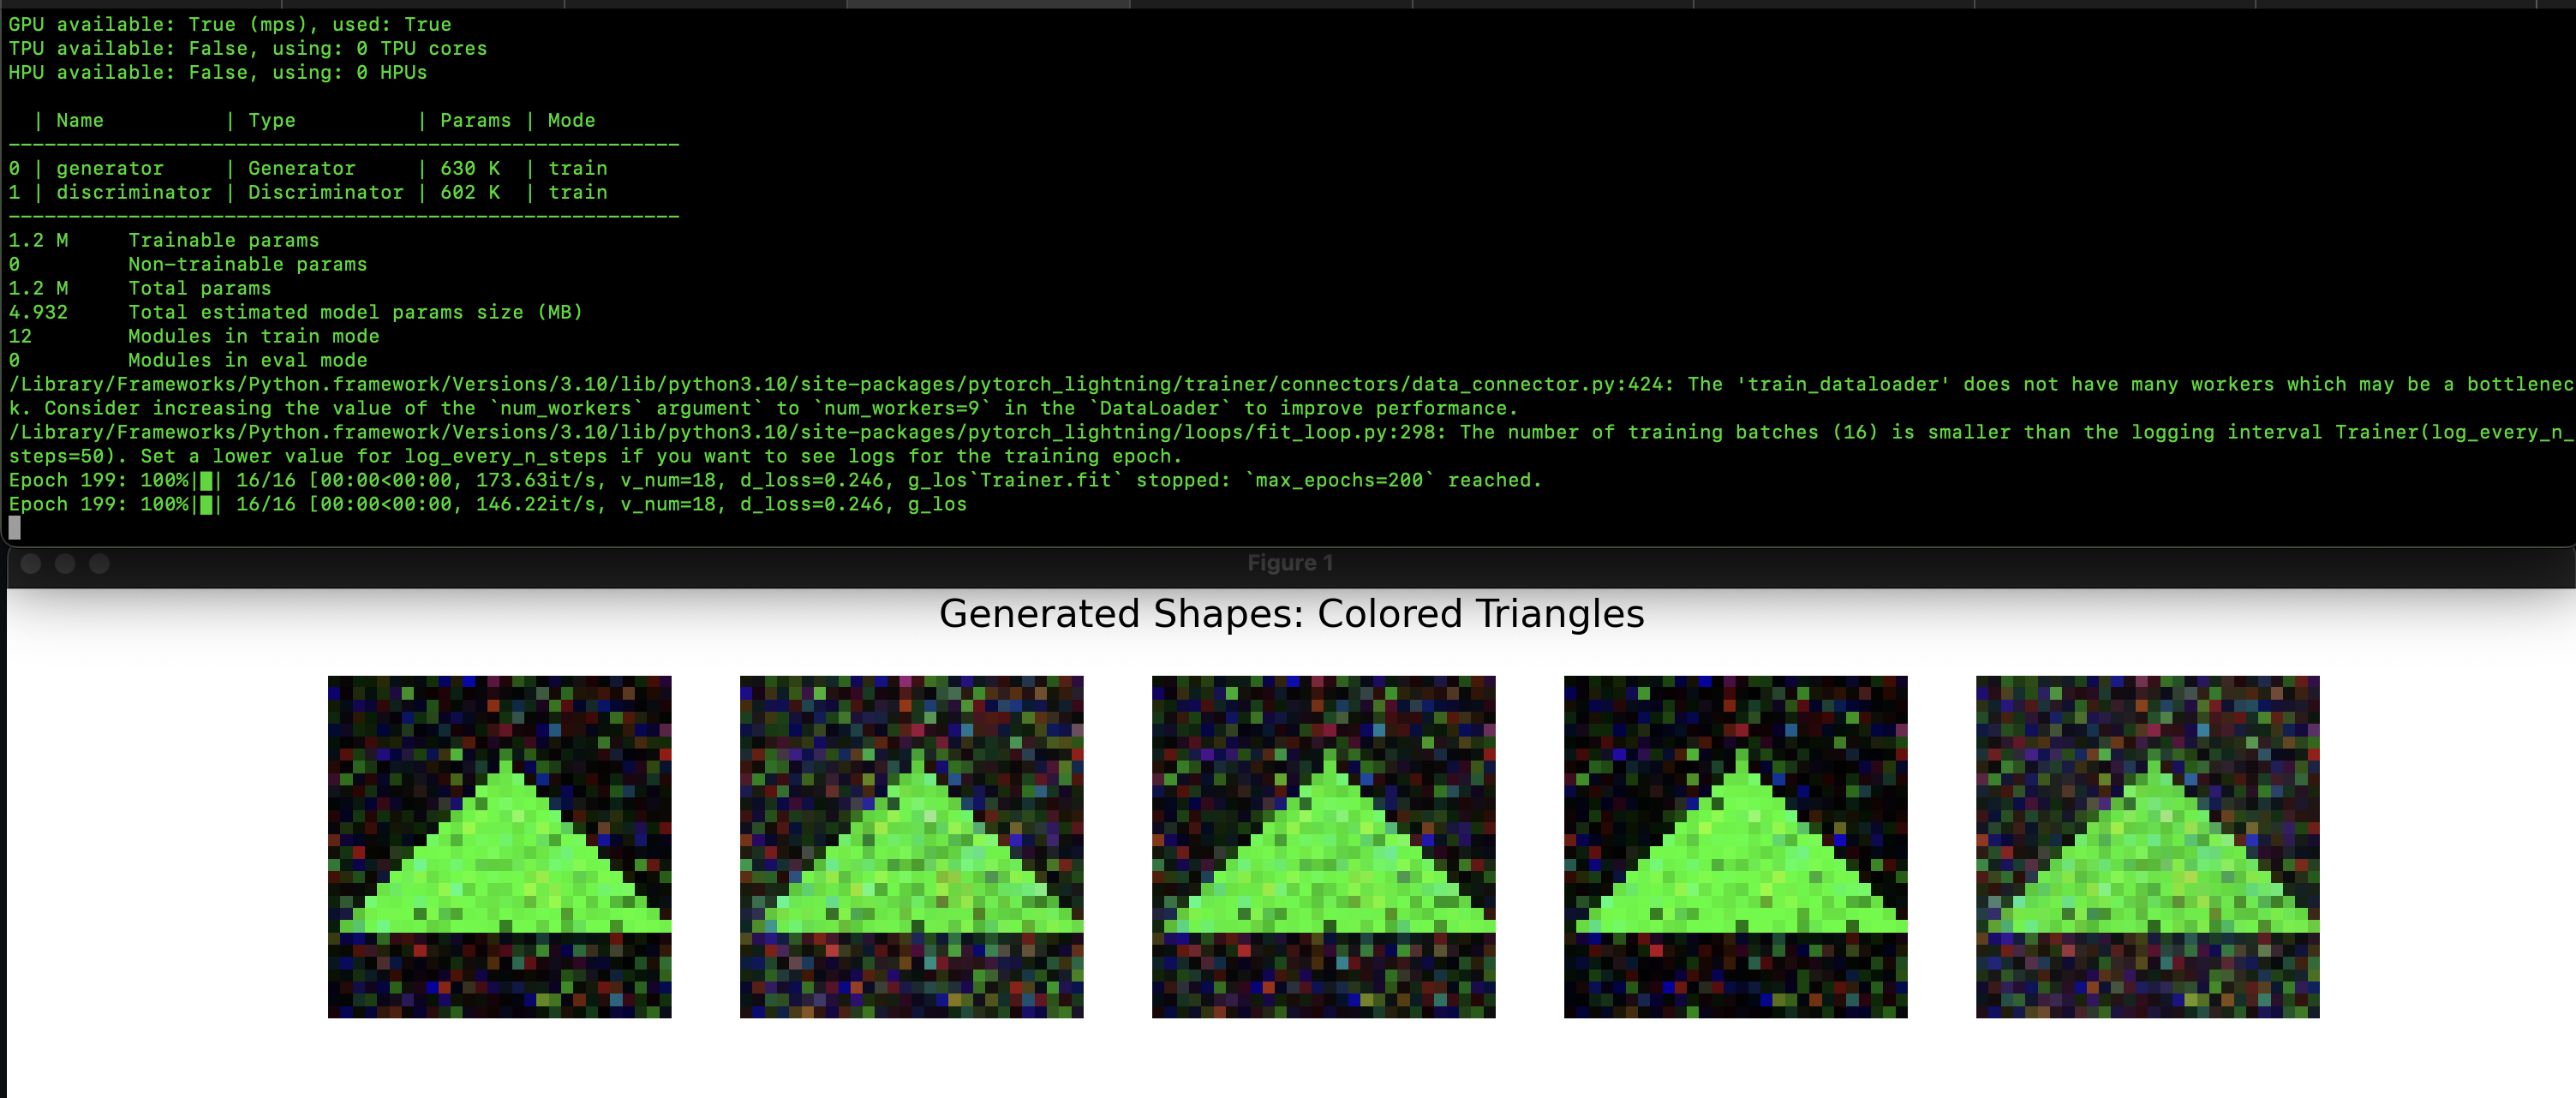 GPU available: True (mps), used: True
TPU available: False, using: 0 TPU cores
HPU available: False, using: 0 HPUs
  | Name          | Type          | Params | Mode
--------------------------------------------------------
0 | generator     | Generator     | 630 K  | train
1 | discriminator | Discriminator | 602 K  | train
--------------------------------------------------------
1.2 M     Trainable params
0         Non-trainable params
1.2 M     Total params
4.932     Total estimated model params size (MB)
12        Modules in train mode
0         Modules in eval mode
/Library/Frameworks/Python.framework/Versions/3.10/lib/python3.10/site-packages/pytorch_lightning/trainer/connectors/data_connector.py:424: The 'train_dataloader' does not have many workers which may be a bottlenec
k. Consider increasing the value of the `num_workers` argument` to `num_workers=9` in the `DataLoader` to improve performance.
/Library/Frameworks/Python.framework/Versions/3.10/lib/python3.10/site-packages/pytorch_lightning/loops/fit_loop.py:298: The number of training batches (16) is smaller than the logging interval Trainer(log_every_n_
steps=50). Set a lower value for log_every_n_steps if you want to see logs for the training epoch.
Epoch 199: 100%|█| 16/16 [00:00<00:00, 173.63it/s, v_num=18, d_loss=0.246, g_los`Trainer.fit` stopped: `max_epochs=200` reached.
Epoch 199: 100%|█| 16/16 [00:00<00:00, 146.22it/s, v_num=18, d_loss=0.246, g_los
Figure 1
Generated Shapes: Colored Triangles